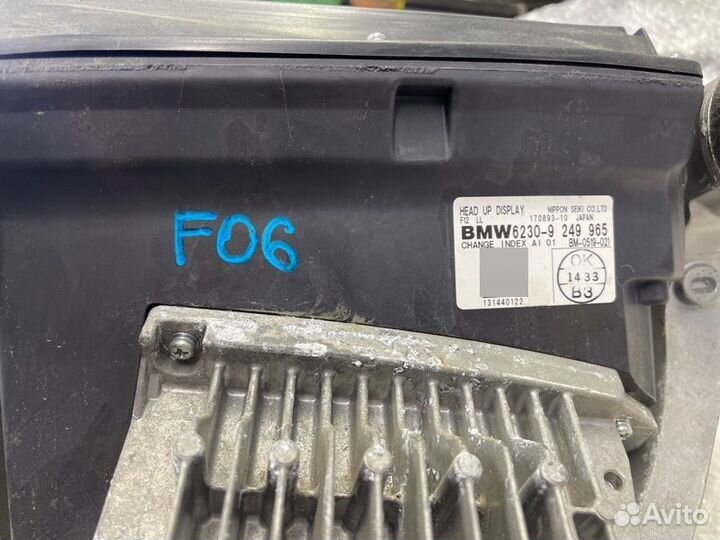 F06
HEAD UP DISPLAY NIPPON SEIKI CO.,LTD
F12 LL 170893-10 JAPAN
BMW6230-9 249 965
CHANGE INDEX AI 01 BM-0519-021
131440122
OK
1433
B3
Avito